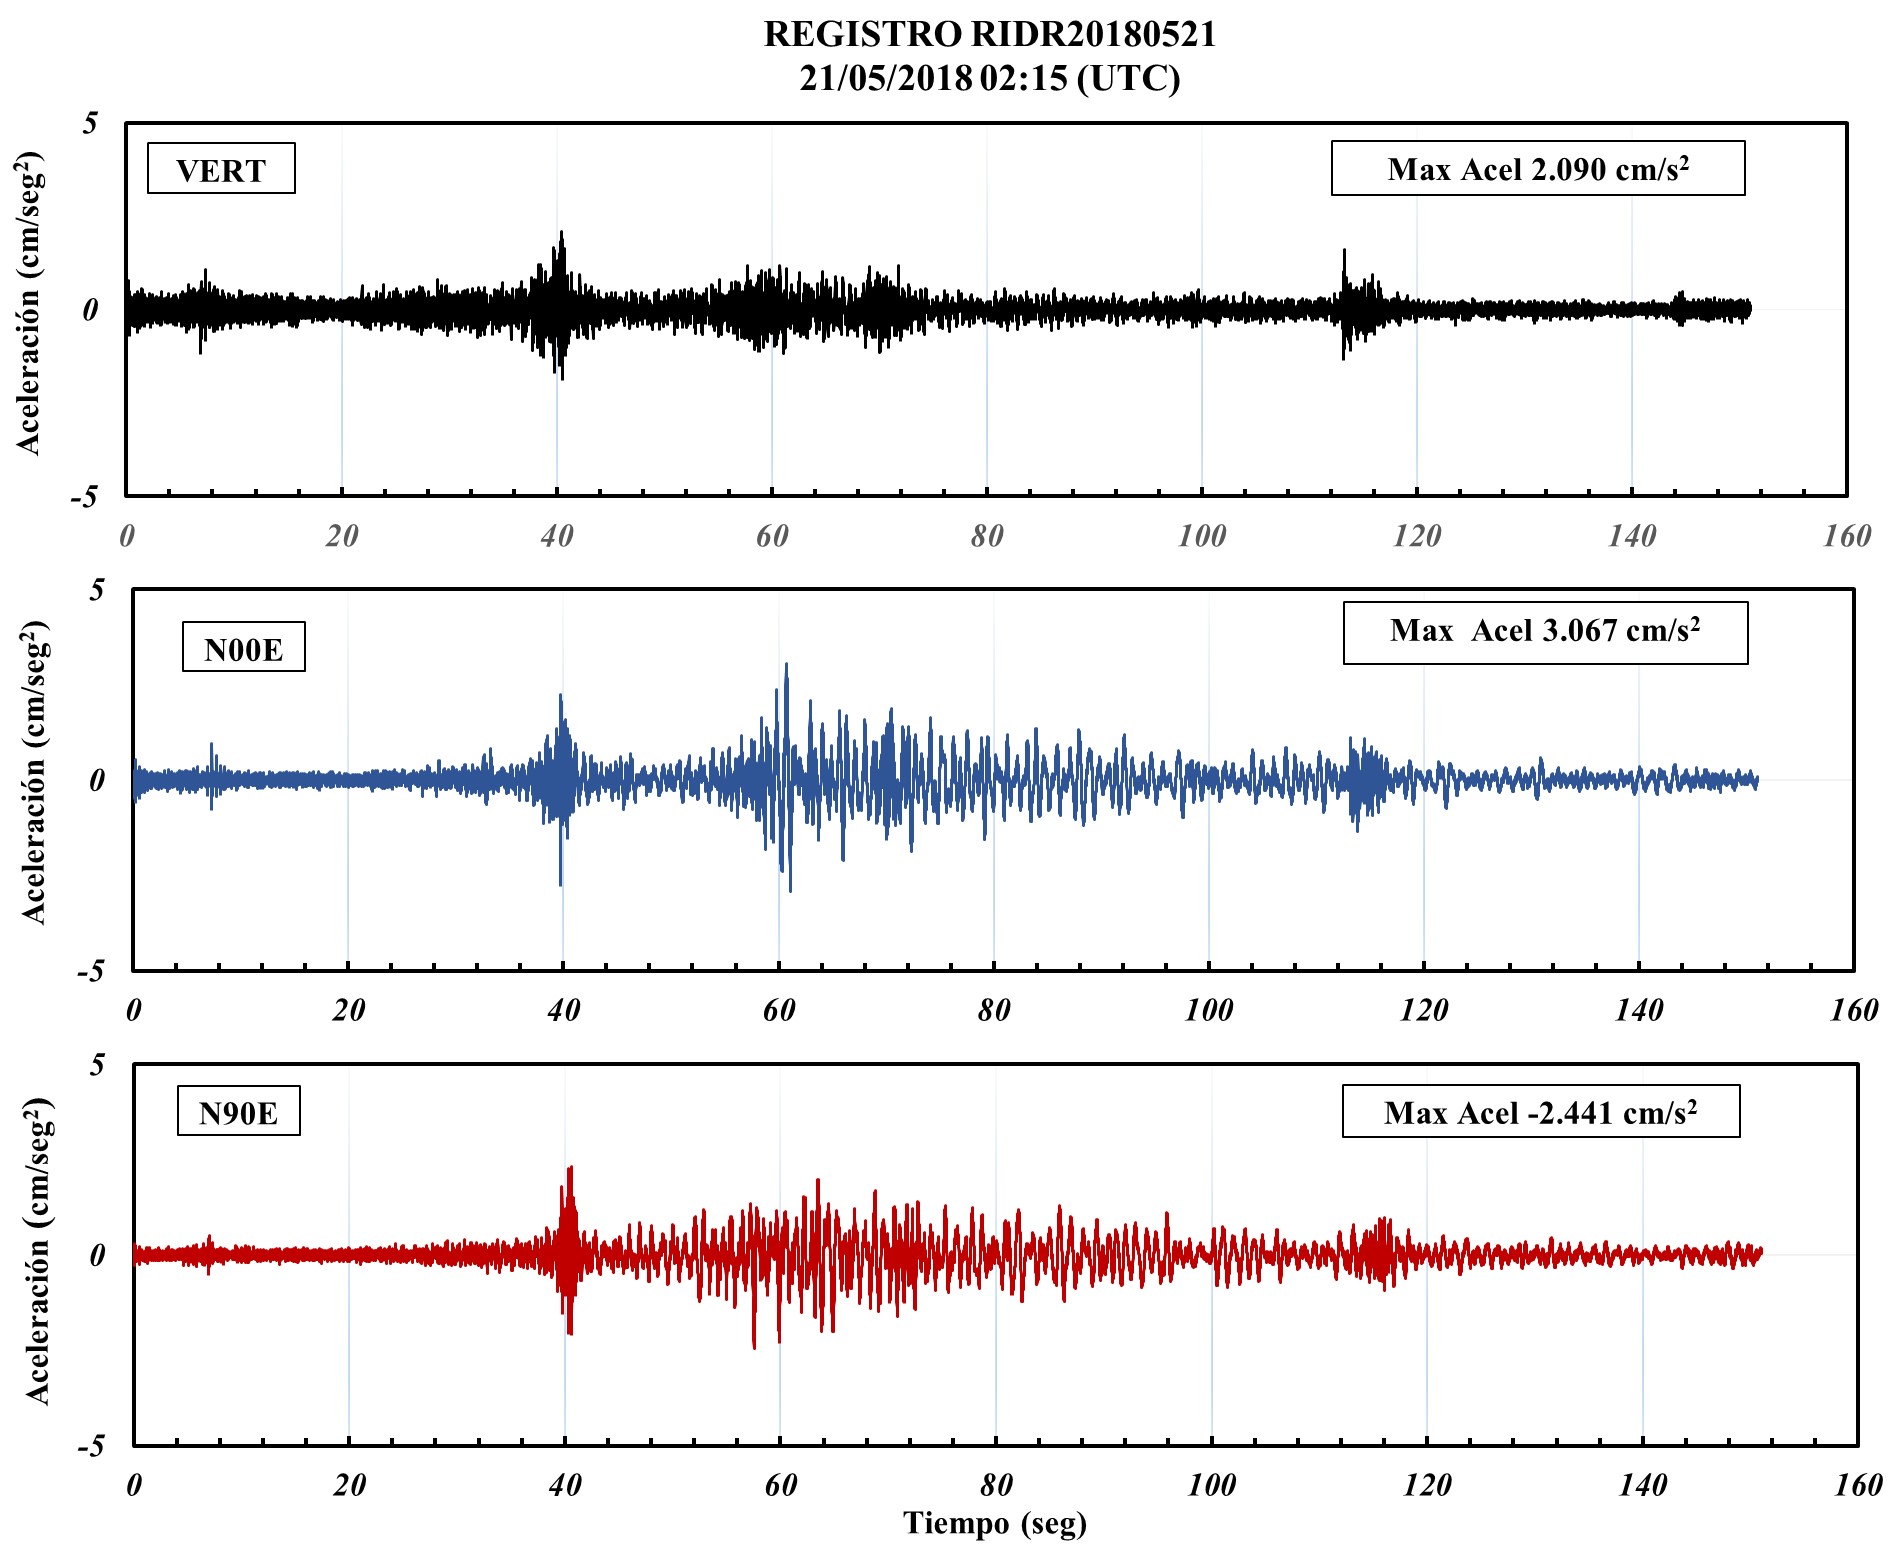 REGISTRO RIDR20180521
21/05/2018 02:15 (UTC)
5
VERT
Max Acel 2.090 cm/s²
Aceleración (cm/seg²)
0
-5
0 20 40 60 80 100 120 140 160
5
N00E
Max Acel 3.067 cm/s²
Aceleración (cm/seg²)
0
-5
0 20 40 60 80 100 120 140 160
5
N90E
Max Acel -2.441 cm/s²
Aceleración (cm/seg²)
0
-5
0 20 40 60 80 100 120 140 160
Tiempo (seg)